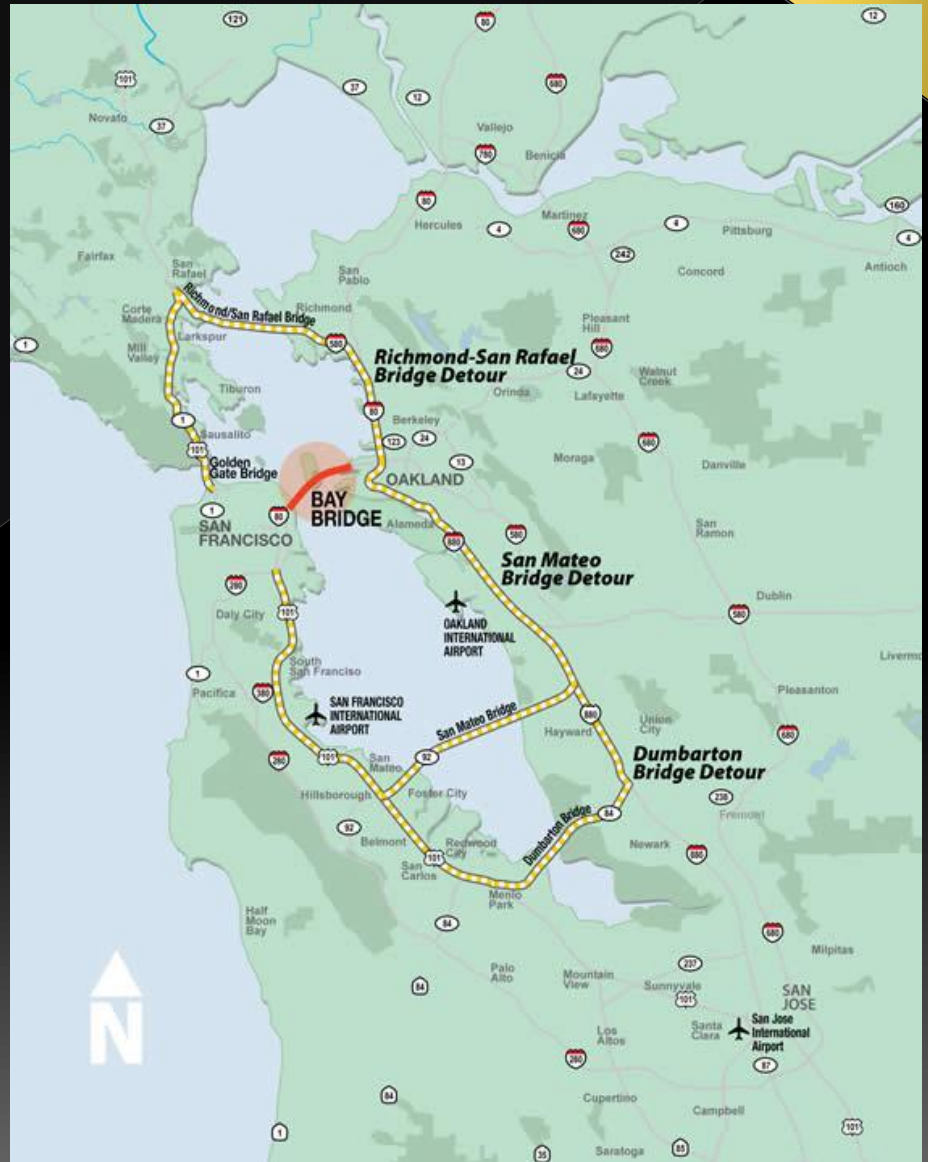 121
80
12
101
37
12
680
37
Novato
Vallejo
780
Benicia
80
Hercules
4
Martinez
680
4
Pittsburg
160
4
242
Fairfax
San
Rafael
San
Pablo
Concord
Antioch
Richmond/San Rafael Bridge
Corte
Madera
Richmond
Pleasant
Hill
Larkspur
580
1
Mill
Valley
680
Richmond-San Rafael
Bridge Detour
24
Walnut
Creek
Tiburon
Orinda
Lafayette
80
1
Berkeley
123
24
Sausalito
101
680
13
Moraga
Danville
Golden
Gate Bridge
OAKLAND
BAY
BRIDGE
1
80
SAN
FRANCISCO
Alameda
880
580
San
Ramon
San Mateo
Bridge Detour
280
Daly City
101
OAKLAND
INTERNATIONAL
AIRPORT
Dublin
580
1
South
San Franciso
Livermo
Pacifica
380
Pleasanton
SAN FRANCISCO
INTERNATIONAL
AIRPORT
San Mateo Bridge
880
Union
City
Hayward
680
101
280
San
Mateo
92
Dumbarton
Bridge Detour
Hillsborough
Foster City
238
Fremont
92
Belmont
84
Dumbarton Bridge
Redwood
City
101
San
Carlos
Newark
880
Menlo
Park
Half
Moon
Bay
84
680
Milpitas
N
84
Palo
Alto
Mountain
View
237
Sunnyvale
101
SAN
JOSE
Santa
Clara
San Jose
International
Airport
Los
Altos
280
87
84
Cupertino
Campbell
1
101
35
Saratoga
85